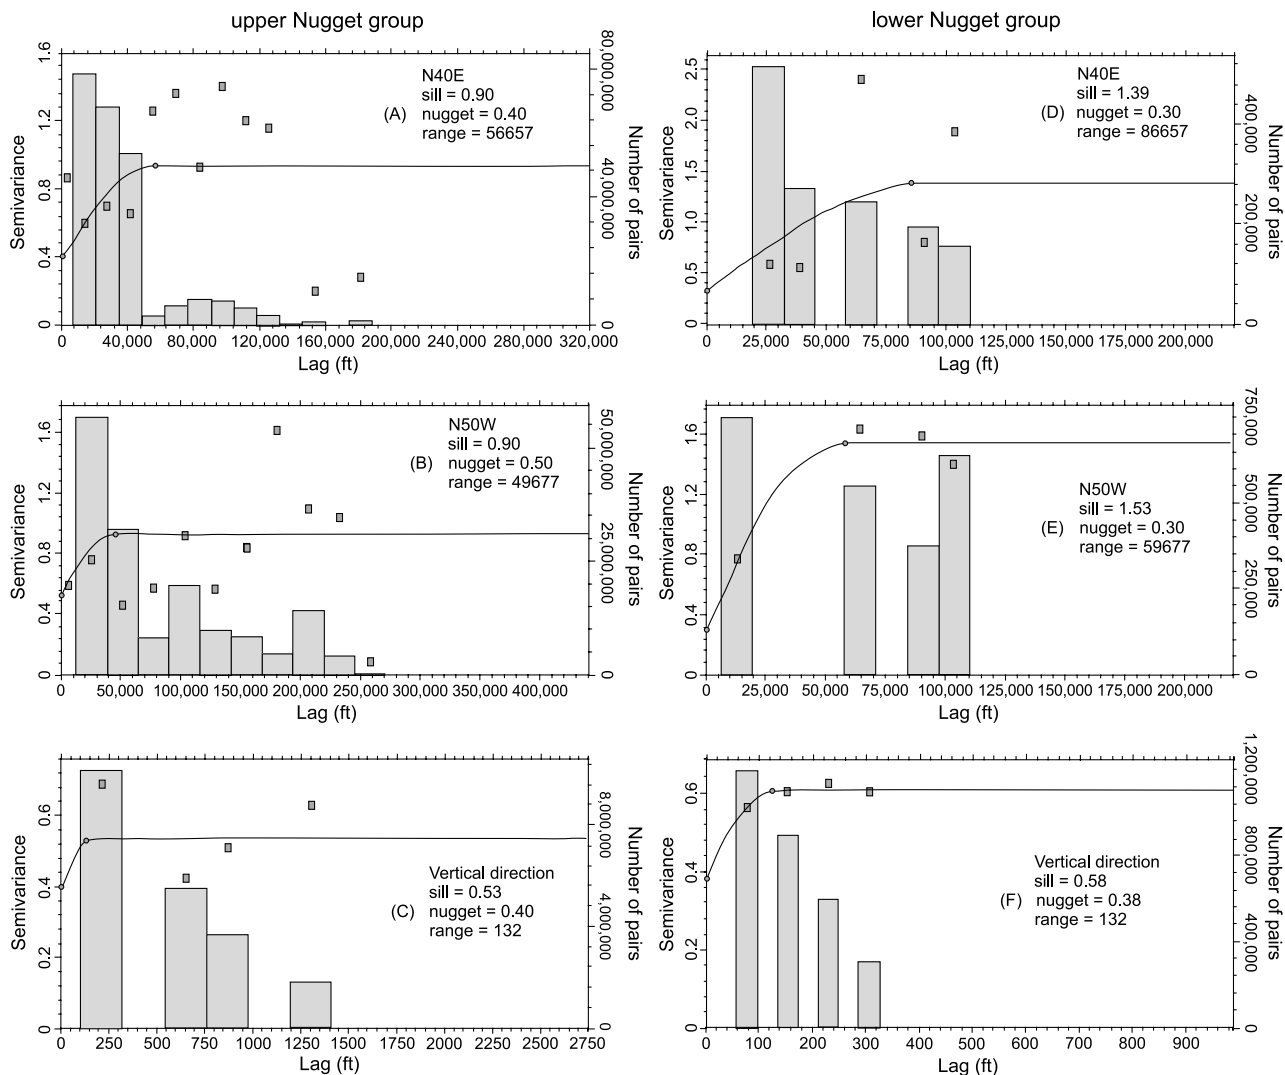 upper Nugget group
lower Nugget group
N40E
sill = 0.90
(A) nugget = 0.40
range = 56657
Semivariance
0
0.4
0.8
1.2
1.6
Number of pairs
0
20,000,000
40,000,000
60,000,000
80,000,000
0 40,000 80,000 120,000 160,000 200,000 240,000 280,000 320,000
Lag (ft)
N40E
sill = 1.39
(D) nugget = 0.30
range = 86657
Semivariance
0
0.5
1.0
1.5
2.0
2.5
Number of pairs
0
200,000
400,000
0 25,000 50,000 75,000 100,000 125,000 150,000 175,000 200,000
Lag (ft)
N50W
sill = 0.90
(B) nugget = 0.50
range = 49677
Semivariance
0
0.4
0.8
1.2
1.6
Number of pairs
0
25,000,000
50,000,000
0 50,000 100,000 150,000 200,000 250,000 300,000 350,000 400,000
Lag (ft)
N50W
sill = 1.53
(E) nugget = 0.30
range = 59677
Semivariance
0
0.4
0.8
1.2
1.6
Number of pairs
0
250,000
500,000
750,000
0 25,000 50,000 75,000 100,000 125,000 150,000 175,000 200,000
Lag (ft)
Vertical direction
sill = 0.53
(C) nugget = 0.40
range = 132
Semivariance
0
0.2
0.4
0.6
Number of pairs
0
4,000,000
8,000,000
0 250 500 750 1000 1250 1500 1750 2000 2250 2500 2750
Lag (ft)
Vertical direction
sill = 0.58
(F) nugget = 0.38
range = 132
Semivariance
0
0.2
0.4
0.6
Number of pairs
0
400,000
800,000
1,200,000
0 100 200 300 400 500 600 700 800 900
Lag (ft)